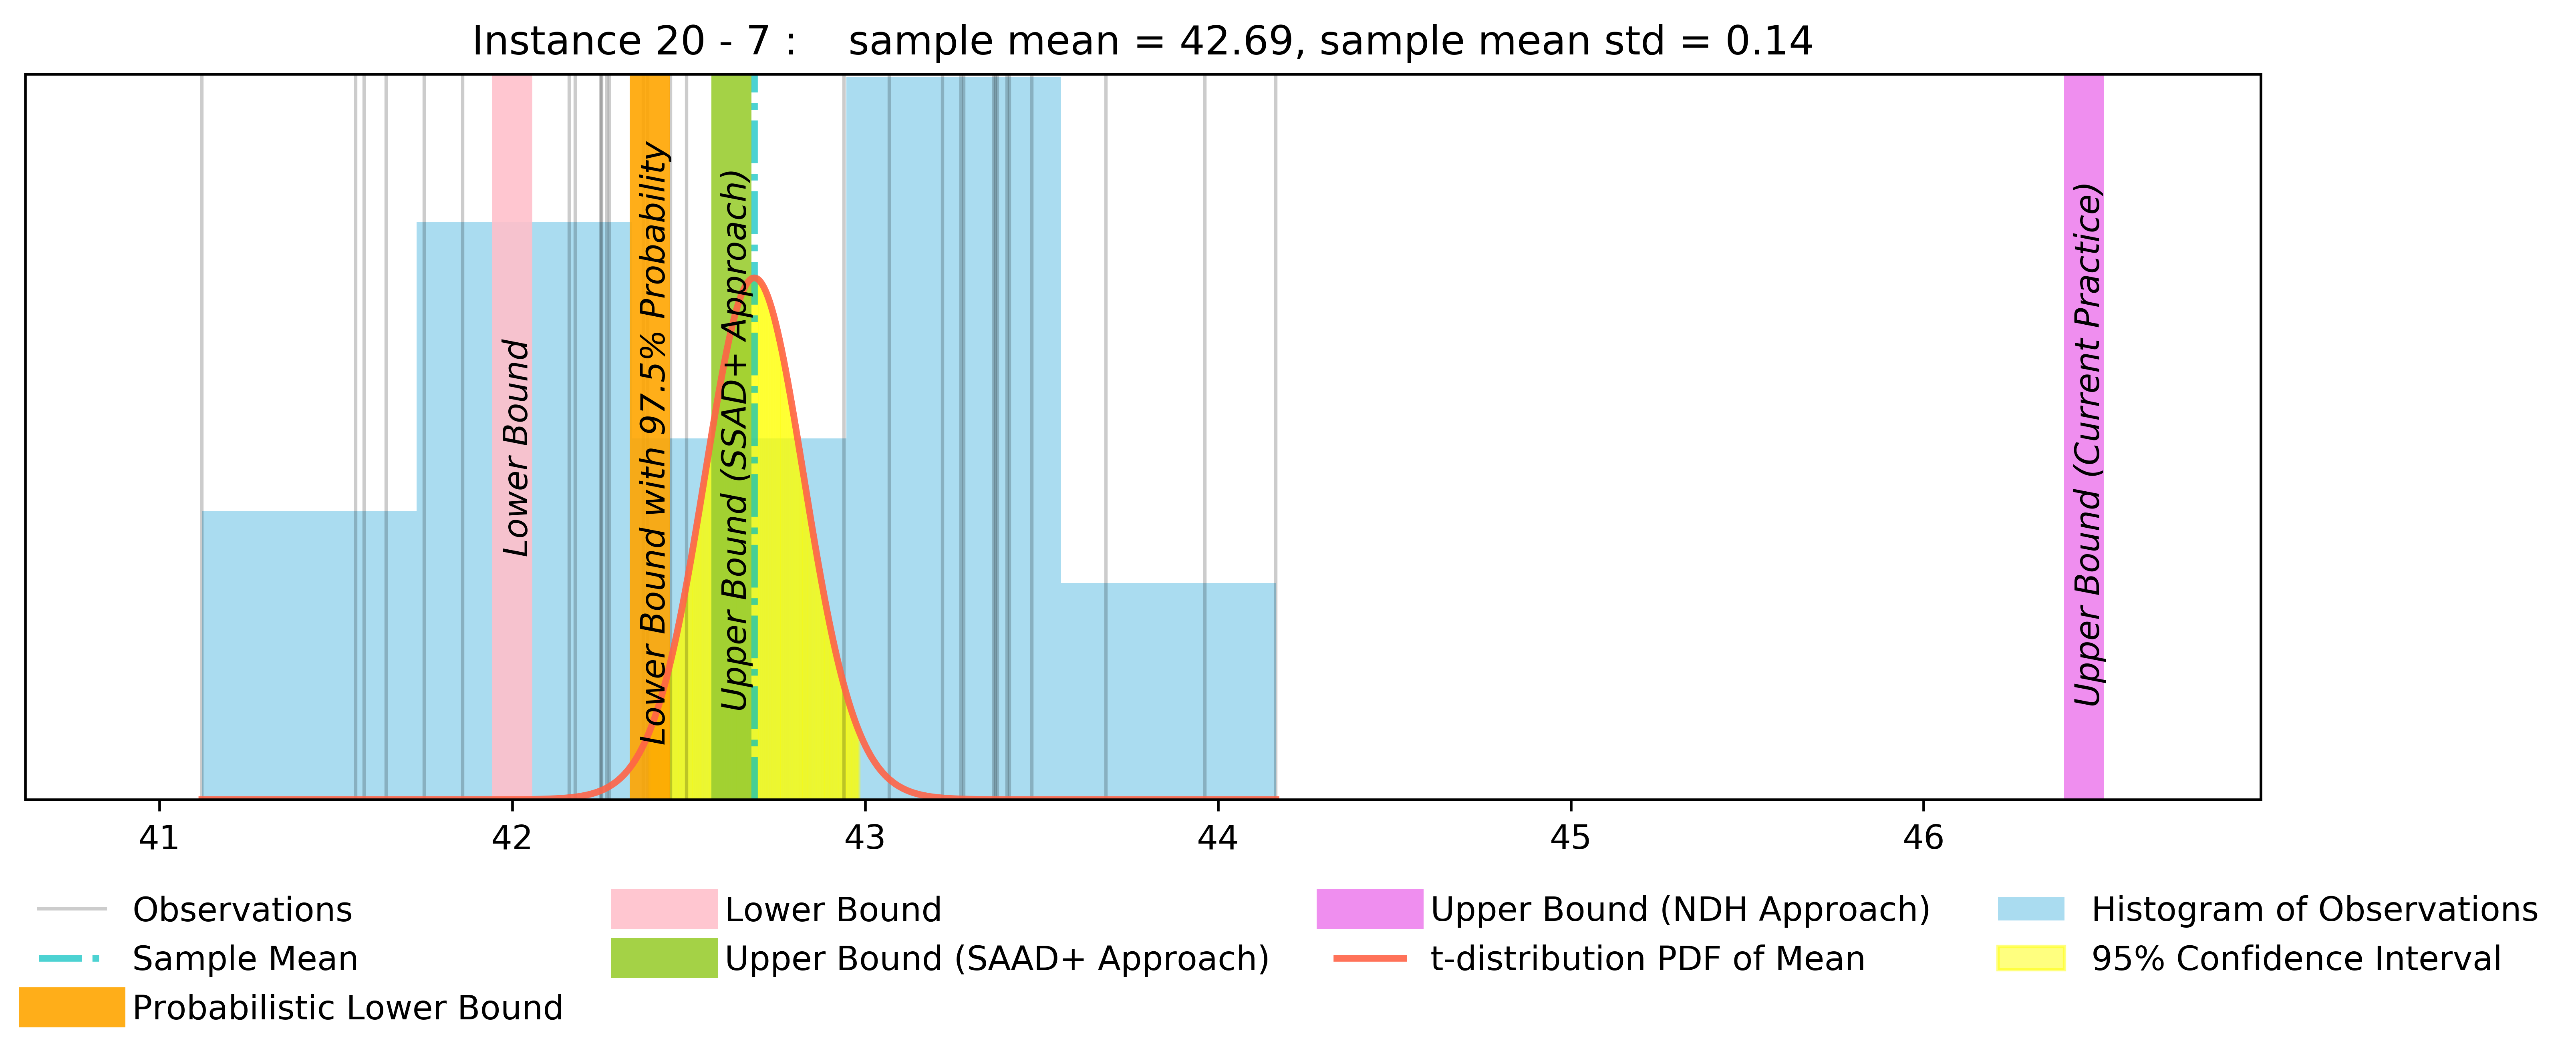 Instance 20 - 7 :    sample mean = 42.69, sample mean std = 0.14
Lower Bound
Lower Bound with 97.5% Probability
Upper Bound (SSAD+ Approach)
Upper Bound (Current Practice)
41 42 43 44 45 46
Observations
Sample Mean
Probabilistic Lower Bound
Lower Bound
Upper Bound (SAAD+ Approach)
Upper Bound (NDH Approach)
t-distribution PDF of Mean
Histogram of Observations
95% Confidence Interval